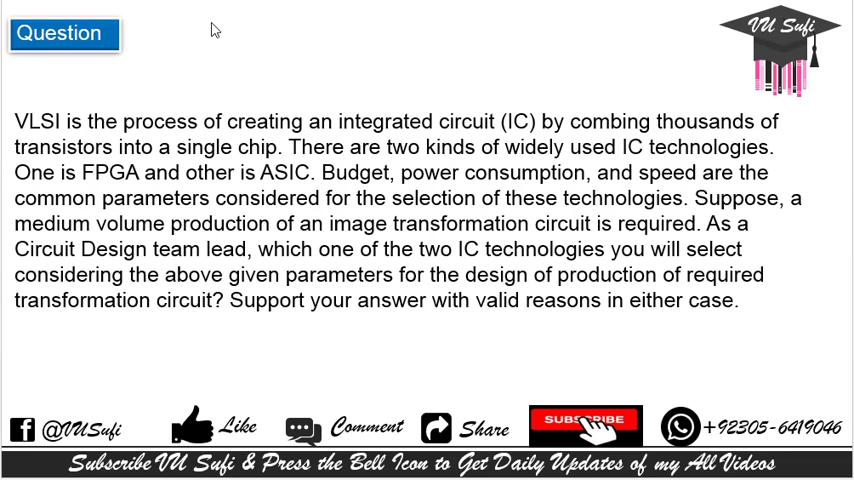 Question
VU Sufi
VLSI is the process of creating an integrated circuit (IC) by combing thousands of
transistors into a single chip. There are two kinds of widely used IC technologies.
One is FPGA and other is ASIC. Budget, power consumption, and speed are the
common parameters considered for the selection of these technologies. Suppose, a
medium volume production of an image transformation circuit is required. As a
Circuit Design team lead, which one of the two IC technologies you will select
considering the above given parameters for the design of production of required
transformation circuit? Support your answer with valid reasons in either case.
@VUSufi Like Comment Share SUBSCRIBE +92305-6419046
Subscribe VU Sufi & Press the Bell Icon to Get Daily Updates of my All Videos